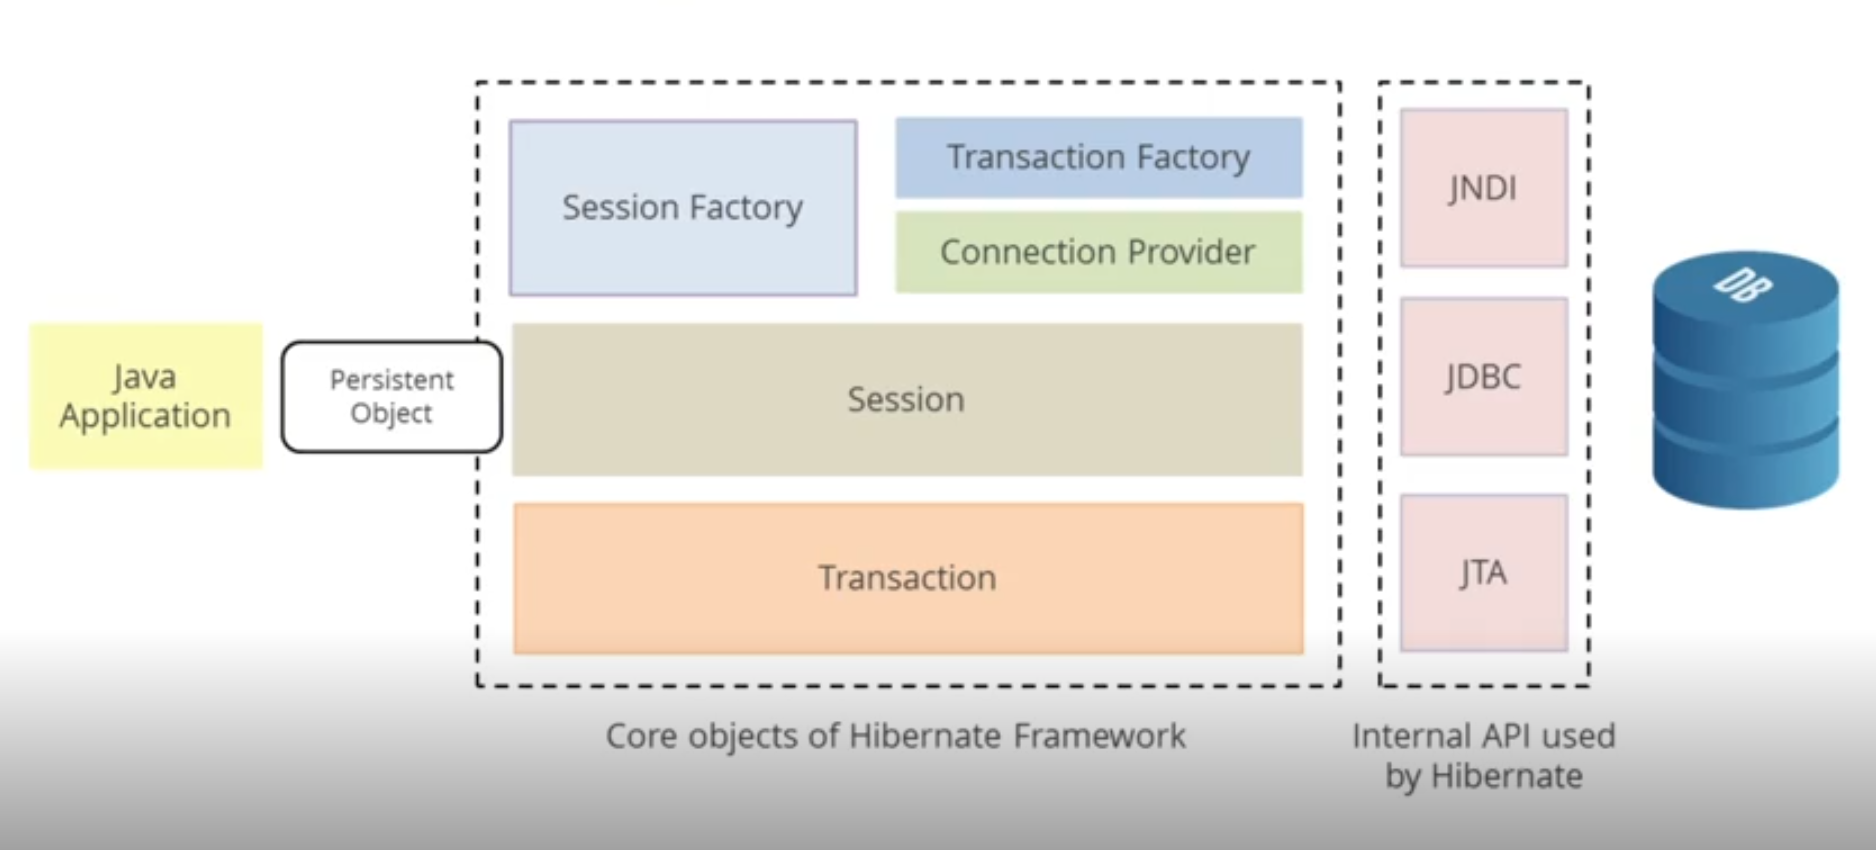 Java
Application
Persistent
Object
Session Factory
Transaction Factory
Connection Provider
Session
Transaction
Core objects of Hibernate Framework
JNDI
JDBC
JTA
Internal API used
by Hibernate
DB